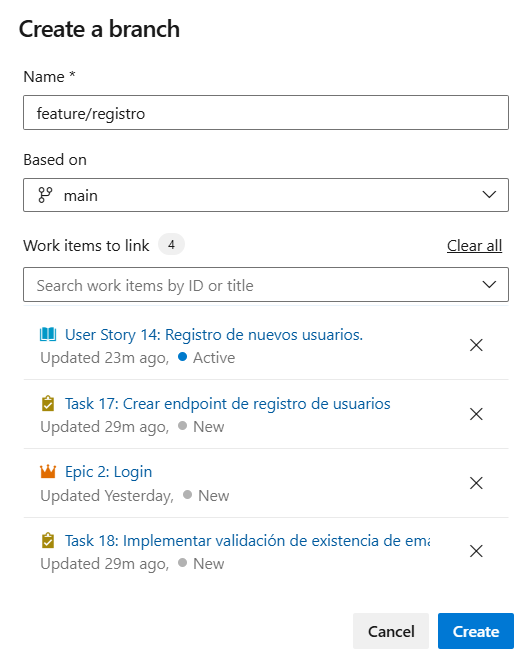 Create a branch
Name *
feature/registro
Based on
main
Work items to link 4 Clear all
Search work items by ID or title
User Story 14: Registro de nuevos usuarios.
Updated 23m ago, Active
Task 17: Crear endpoint de registro de usuarios
Updated 29m ago, New
Epic 2: Login
Updated Yesterday, New
Task 18: Implementar validación de existencia de ema
Updated 29m ago, New
Cancel Create